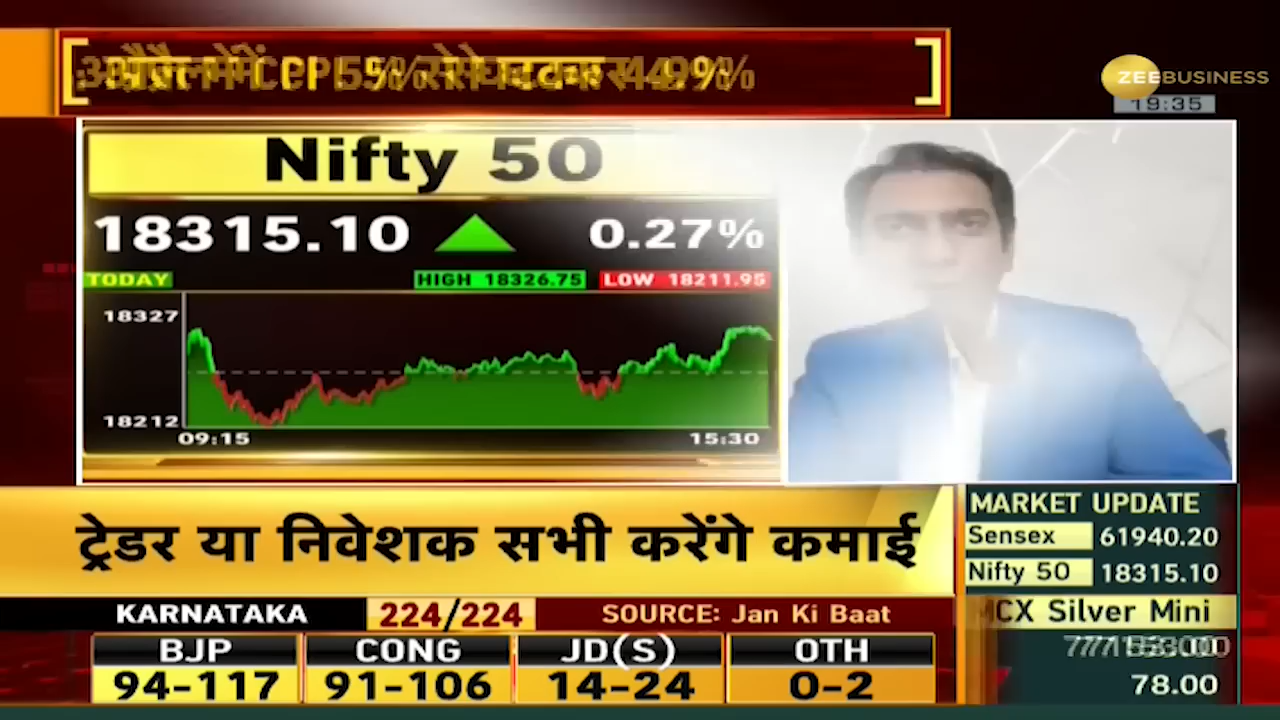 ZEEBUSINESS
19:35
Nifty 50
18315.10 0.27%
TODAY HIGH 18326.75 LOW 18211.95
18327
18212
09:15 15:30
ट्रेडर या निवेशक सभी करेंगे कमाई
MARKET UPDATE
Sensex 61940.20
Nifty 50 18315.10
MCX Silver Mini
78.00
KARNATAKA 224/224 SOURCE: Jan Ki Baat
BJP CONG JD(S) OTH
94-117 91-106 14-24 0-2